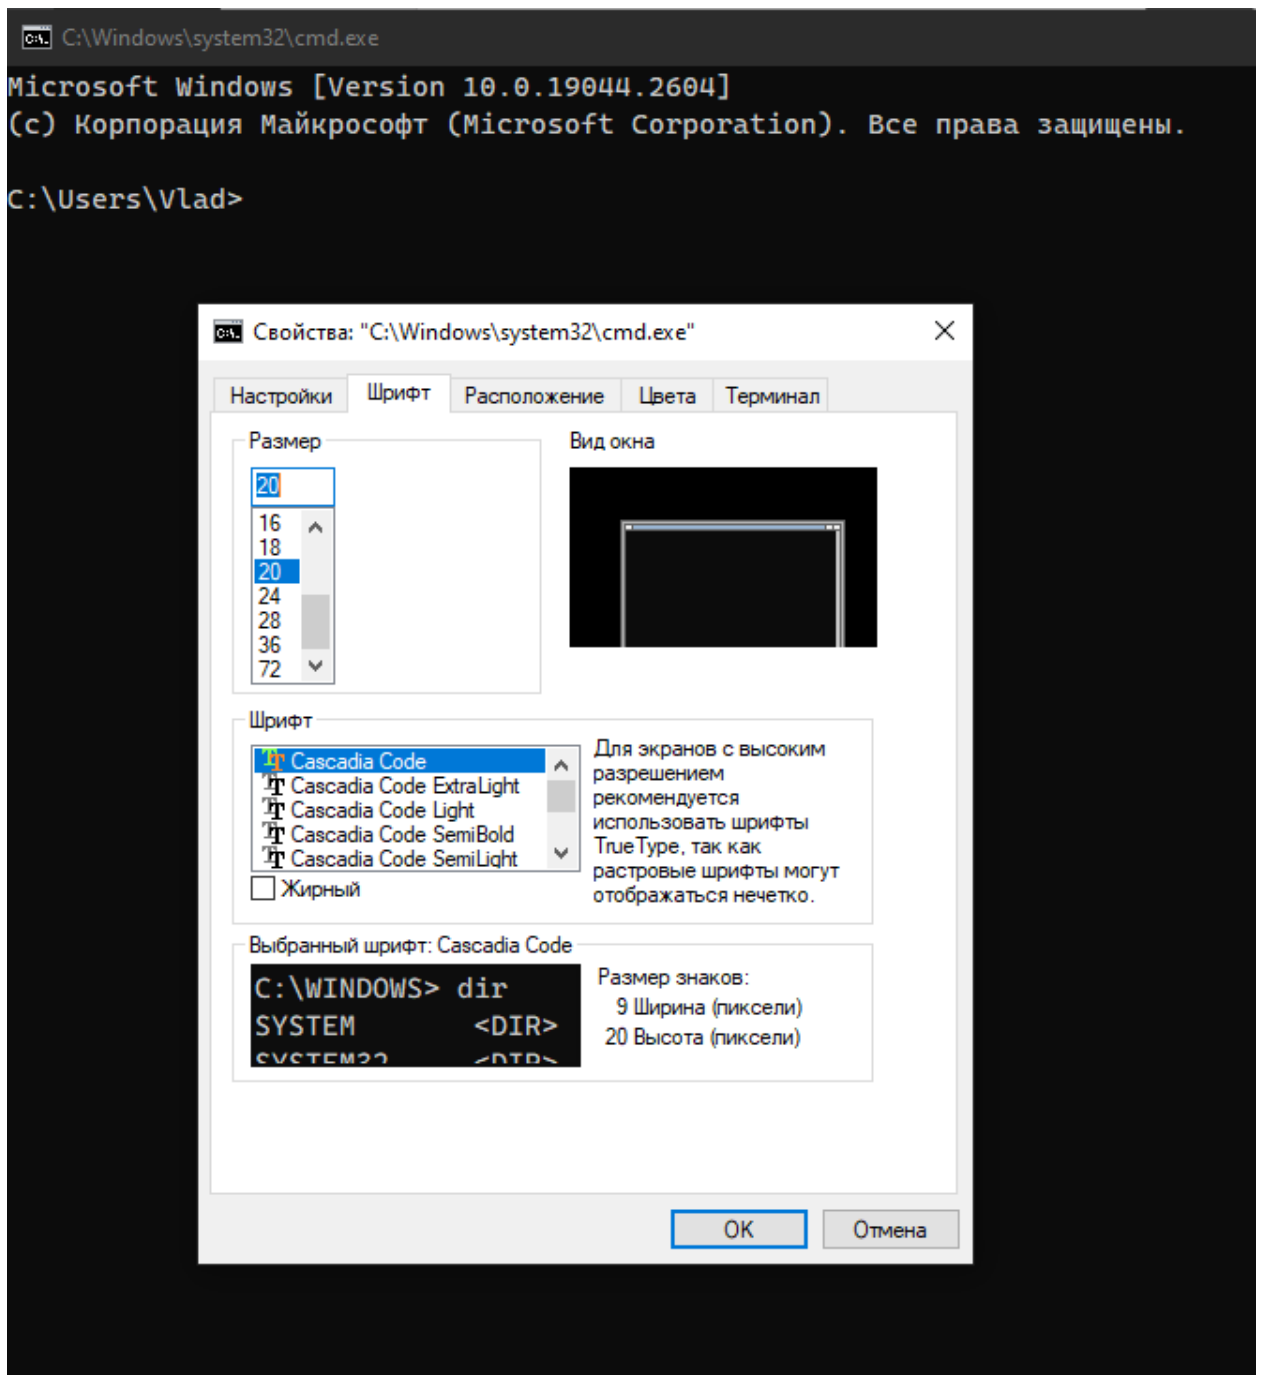 C:\Windows\system32\cmd.exe
Microsoft Windows [Version 10.0.19044.2604]
(c) Корпорация Майкрософт (Microsoft Corporation). Все права защищены.
C:\Users\Vlad>
Свойства: "C:\Windows\system32\cmd.exe"
Настройки Шрифт Расположение Цвета Терминал
Размер
20
16
18
20
24
28
36
72
Вид окна
Шрифт
Cascadia Code
Cascadia Code ExtraLight
Cascadia Code Light
Cascadia Code SemiBold
Cascadia Code SemiLight
Жирный
Для экранов с высоким
разрешением
рекомендуется
использовать шрифты
TrueType, так как
растровые шрифты могут
отображаться нечетко.
Выбранный шрифт: Cascadia Code
C:\WINDOWS> dir
SYSTEM <DIR>
SYSTEM32 <DIR>
Размер знаков:
9 Ширина (пиксели)
20 Высота (пиксели)
OK Отмена